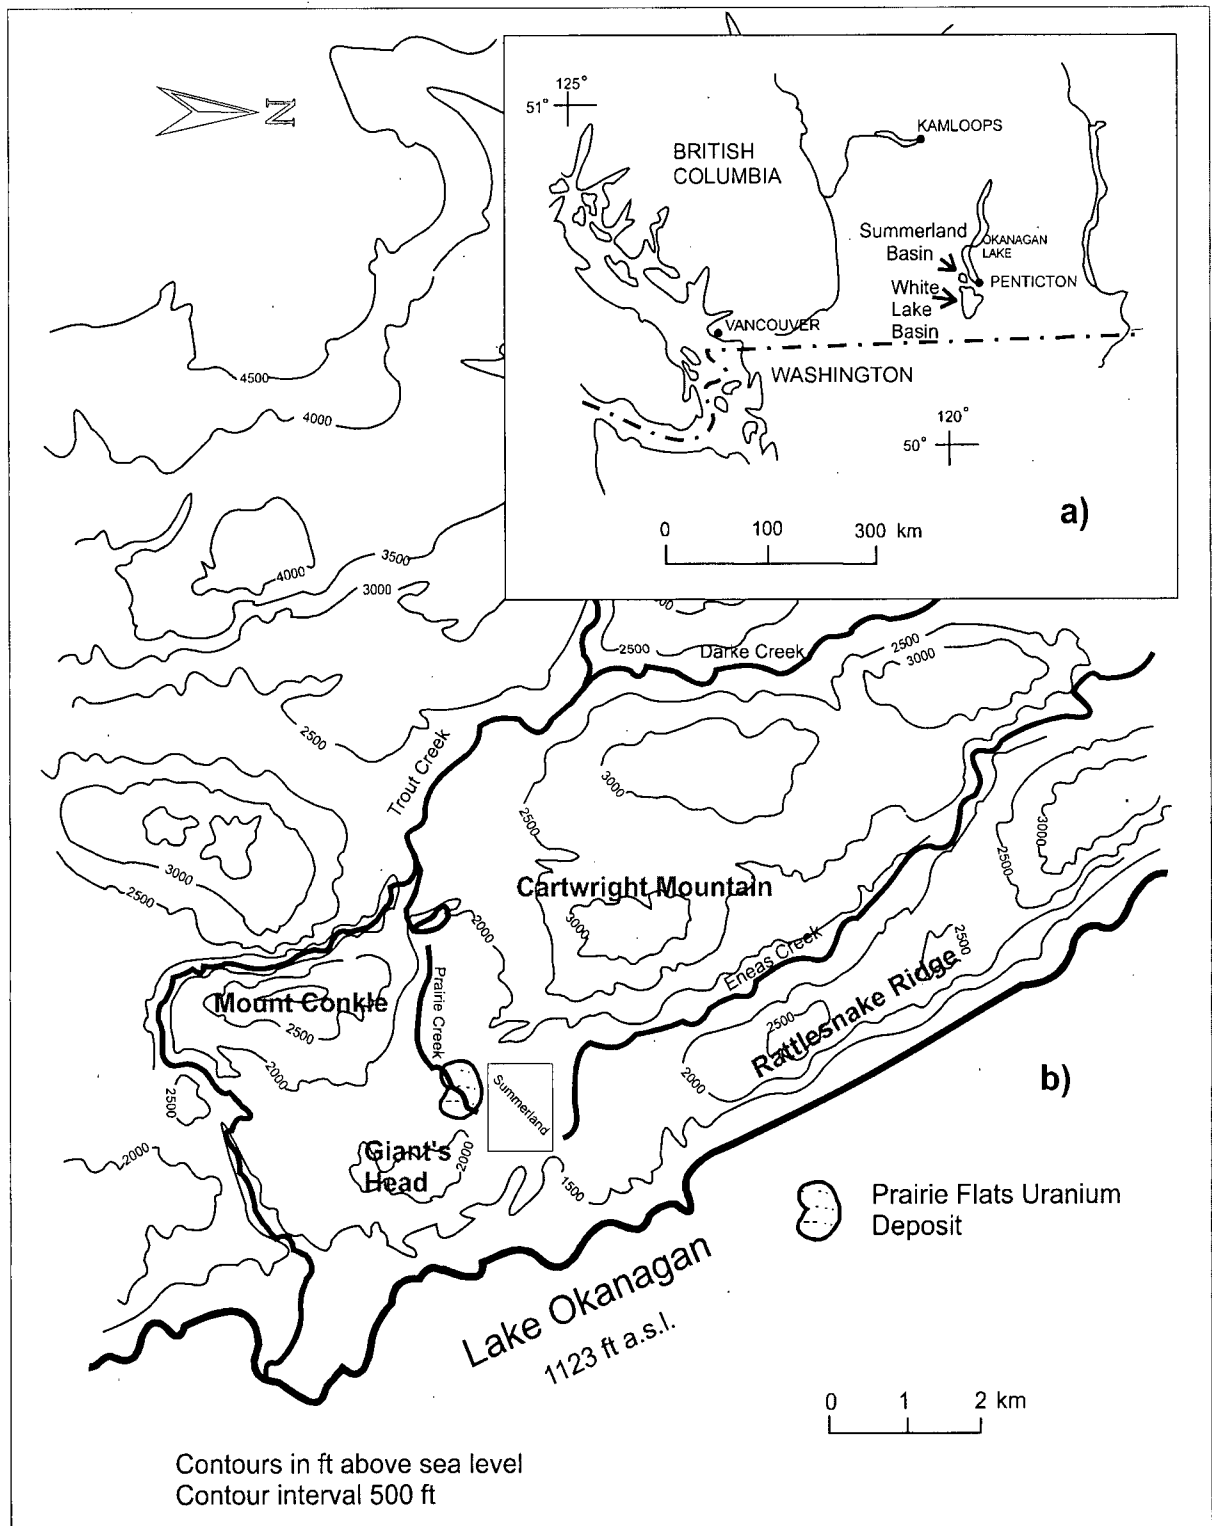 N
125°
51°
KAMLOOPS
BRITISH
COLUMBIA
Summerland
Basin
OKANAGAN
LAKE
White
Lake
Basin
PENTICTON
VANCOUVER
WASHINGTON
120°
50°
a)
0 100 300 km
4500
4000
3500
4000
3000
2500
Darke Creek
2500
3000
2500
Trout Creek
3000
2500
3000
2500
3000
2500
Cartwright Mountain
3000
2000
2500
Eneas Creek
Rattlesnake Ridge
2500
2000
Mount Conkle
2500
2000
Prairie Creek
Summerland
b)
2500
2000
Giant's
Head
2000
1500
Prairie Flats Uranium
Deposit
Lake Okanagan
1123 ft a.s.l.
0 1 2 km
Contours in ft above sea level
Contour interval 500 ft